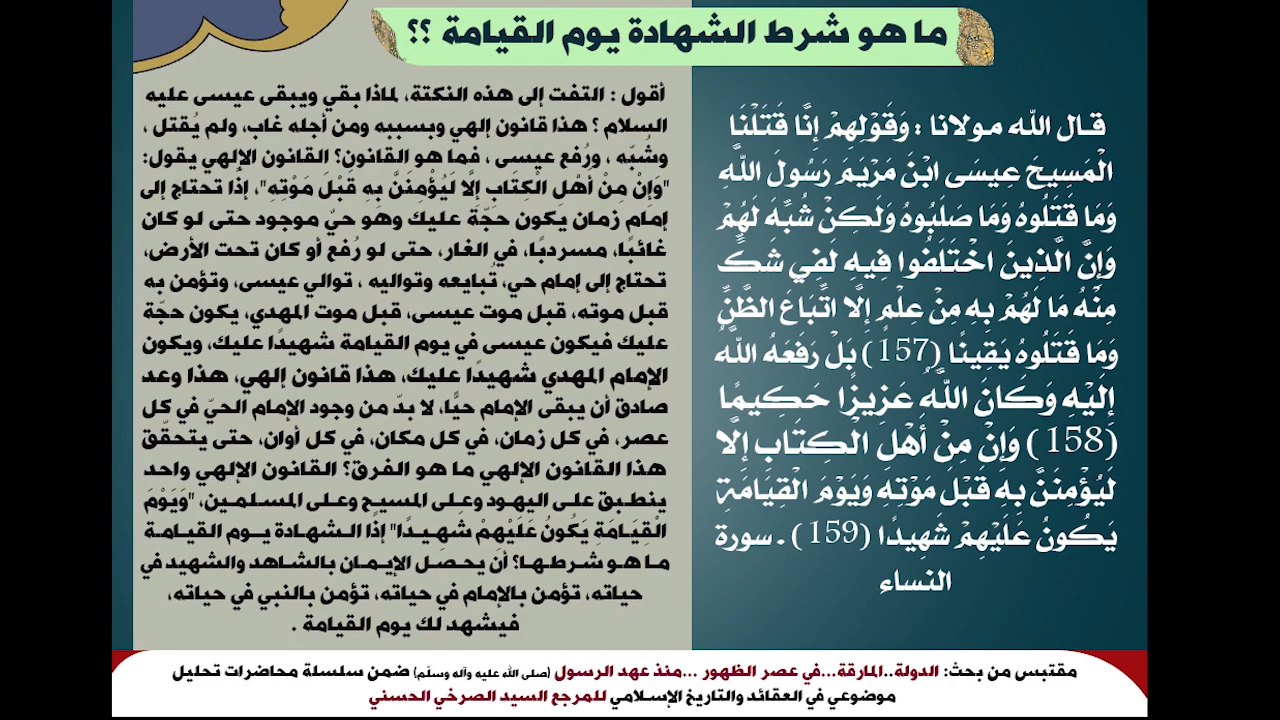 ما هو شرط الشهادة يوم القيامة ؟؟
قال الله مولانا : وَقَوْلِهِمْ إِنَّا قَتَلْنَا
الْمَسِيحَ عِيسَى ابْنَ مَرْيَمَ رَسُولَ اللَّهِ
وَمَا قَتَلُوهُ وَمَا صَلَبُوهُ وَلَكِنْ شُبِّهَ لَهُمْ
وَإِنَّ الَّذِينَ اخْتَلَفُوا فِيهِ لَفِي شَكٍّ
مِنْهُ مَا لَهُمْ بِهِ مِنْ عِلْمٍ إِلَّا اتِّبَاعَ الظَّنِّ
وَمَا قَتَلُوهُ يَقِينًا (157) بَلْ رَفَعَهُ اللَّهُ
إِلَيْهِ وَكَانَ اللَّهُ عَزِيزًا حَكِيمًا
(158) وَإِنْ مِنْ أَهْلِ الْكِتَابِ إِلَّا
لَيُؤْمِنَنَّ بِهِ قَبْلَ مَوْتِهِ وَيَوْمَ الْقِيَامَةِ
يَكُونُ عَلَيْهِمْ شَهِيدًا (159) . سورة
النساء
أقول : التفت إلى هذه النكتة، لماذا بقي ويبقى عيسى عليه
السلام ؟ هذا قانون إلهي وبسببه ومن أجله غاب، ولم يُقتل ،
وشُبّه ، ورُفع عيسى ، فما هو القانون؟ القانون الإلهي يقول:
"وَإِنْ مِنْ أَهْلِ الْكِتَابِ إِلَّا لَيُؤْمِنَنَّ بِهِ قَبْلَ مَوْتِهِ"، إذًا تحتاج إلى
إمام زمان يَكون حجّة عليك وهو حيّ موجود حتى لو كان
غائبًا، مسردبًا، في الغار، حتى لو رُفع أو كان تحت الأرض،
تحتاج إلى إمام حي، تُبايعه وتواليه ، توالي عيسى، وتؤمن به
قبل موته، قبل موت عيسى، قبل موت المهدي، يكون حجّة
عليك فيكون عيسى في يوم القيامة شهيدًا عليك، ويكون
الإمام المهدي شهيدًا عليك، هذا قانون إلهي، هذا وعد
صادق أن يبقى الإمام حيًّا، لا بدّ من وجود الإمام الحيّ في كل
عصر، في كل زمان، في كل مكان، في كل أوان، حتى يتحقّق
هذا القانون الإلهي ما هو الفرق؟ القانون الإلهي واحد
ينطبق على اليهود وعلى المسيح وعلى المسلمين، "وَيَوْمَ
القِيَامَةِ يَكُونُ عَلَيْهِمْ شَهِيدًا" إذًا الشهادة يوم القيامة
ما هو شرطها؟ أن يحصل الإيمان بالشاهد والشهيد في
حياته، تؤمن بالإمام في حياته، تؤمن بالنبي في حياته،
فيشهد لك يوم القيامة .
مقتبس من بحث: الدولة..المارقة...في عصر الظهور ...منذ عهد الرسول (صلى الله عليه وآله وسلّم) ضمن سلسلة محاضرات تحليل
موضوعي في العقائد والتاريخ الإسلامي للمرجع السيد الصرخي الحسني